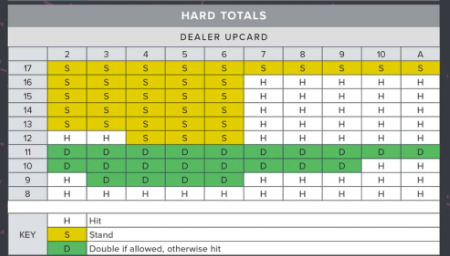 HARD TOTALS
DEALER UPCARD
2 3 4 5 6 7 8 9 10 A
17 S S S S S S S S S S
16 S S S S S H H H H H
15 S S S S S H H H H H
14 S S S S S H H H H H
13 S S S S S H H H H H
12 H H S S S H H H H H
11 D D D D D D D D D D
10 D D D D D D D D H H
9 H D D D D H H H H H
8 H H H H H H H H H H
H Hit
KEY S Stand
D Double if allowed, otherwise hit